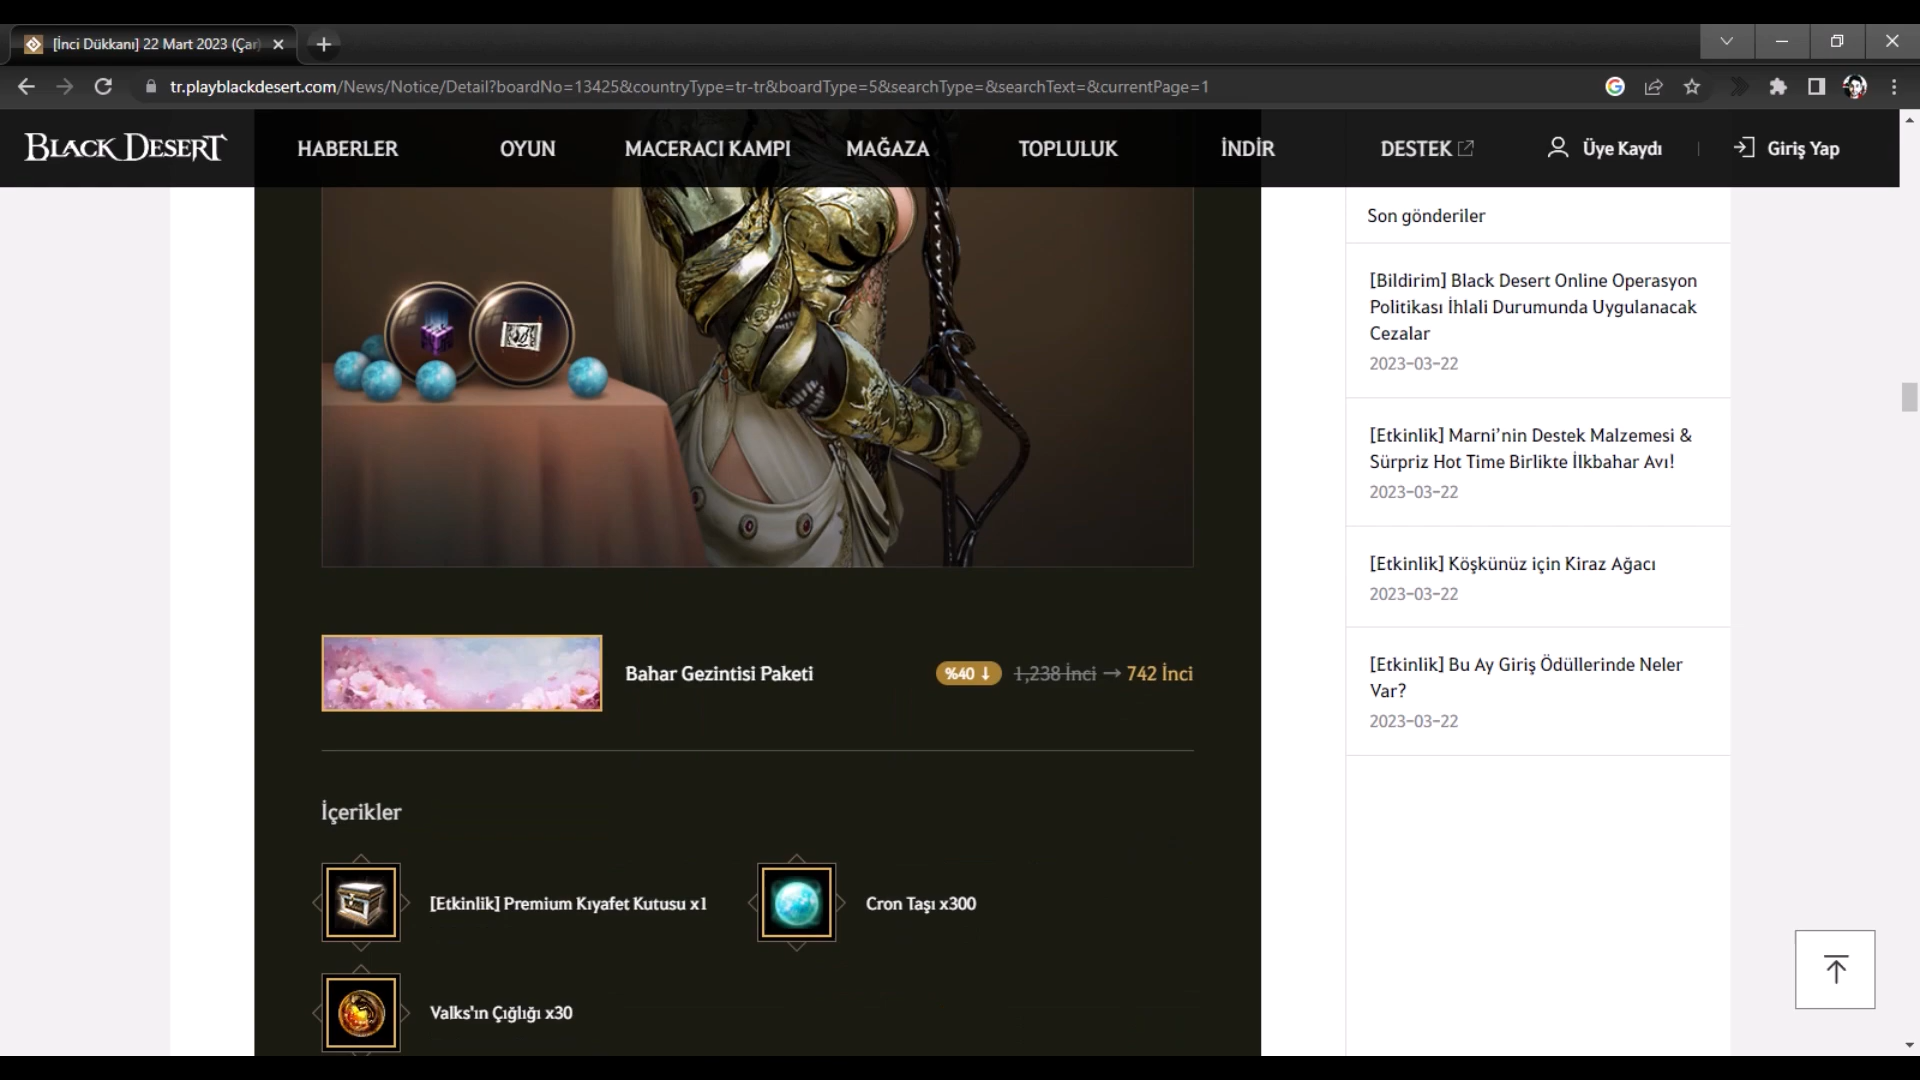 [İnci Dükkanı] 22 Mart 2023 (Çar
tr.playblackdesert.com/News/Notice/Detail?boardNo=13425&countryType=tr-tr&boardType=5&searchType=&searchText=&currentPage=1
BLACK DESERT
HABERLER
OYUN
MACERACI KAMPI
MAĞAZA
TOPLULUK
İNDİR
DESTEK
Üye Kaydı
Giriş Yap
Bahar Gezintisi Paketi
%40 ↓ 1,238 İnci → 742 İnci
İçerikler
[Etkinlik] Premium Kıyafet Kutusu x1
Cron Taşı x300
Valks'ın Çığlığı x30
Son gönderiler
[Bildirim] Black Desert Online Operasyon
Politikası İhlali Durumunda Uygulanacak
Cezalar
2023-03-22
[Etkinlik] Marni’nin Destek Malzemesi &
Sürpriz Hot Time Birlikte İlkbahar Avı!
2023-03-22
[Etkinlik] Köşkünüz için Kiraz Ağacı
2023-03-22
[Etkinlik] Bu Ay Giriş Ödüllerinde Neler
Var?
2023-03-22